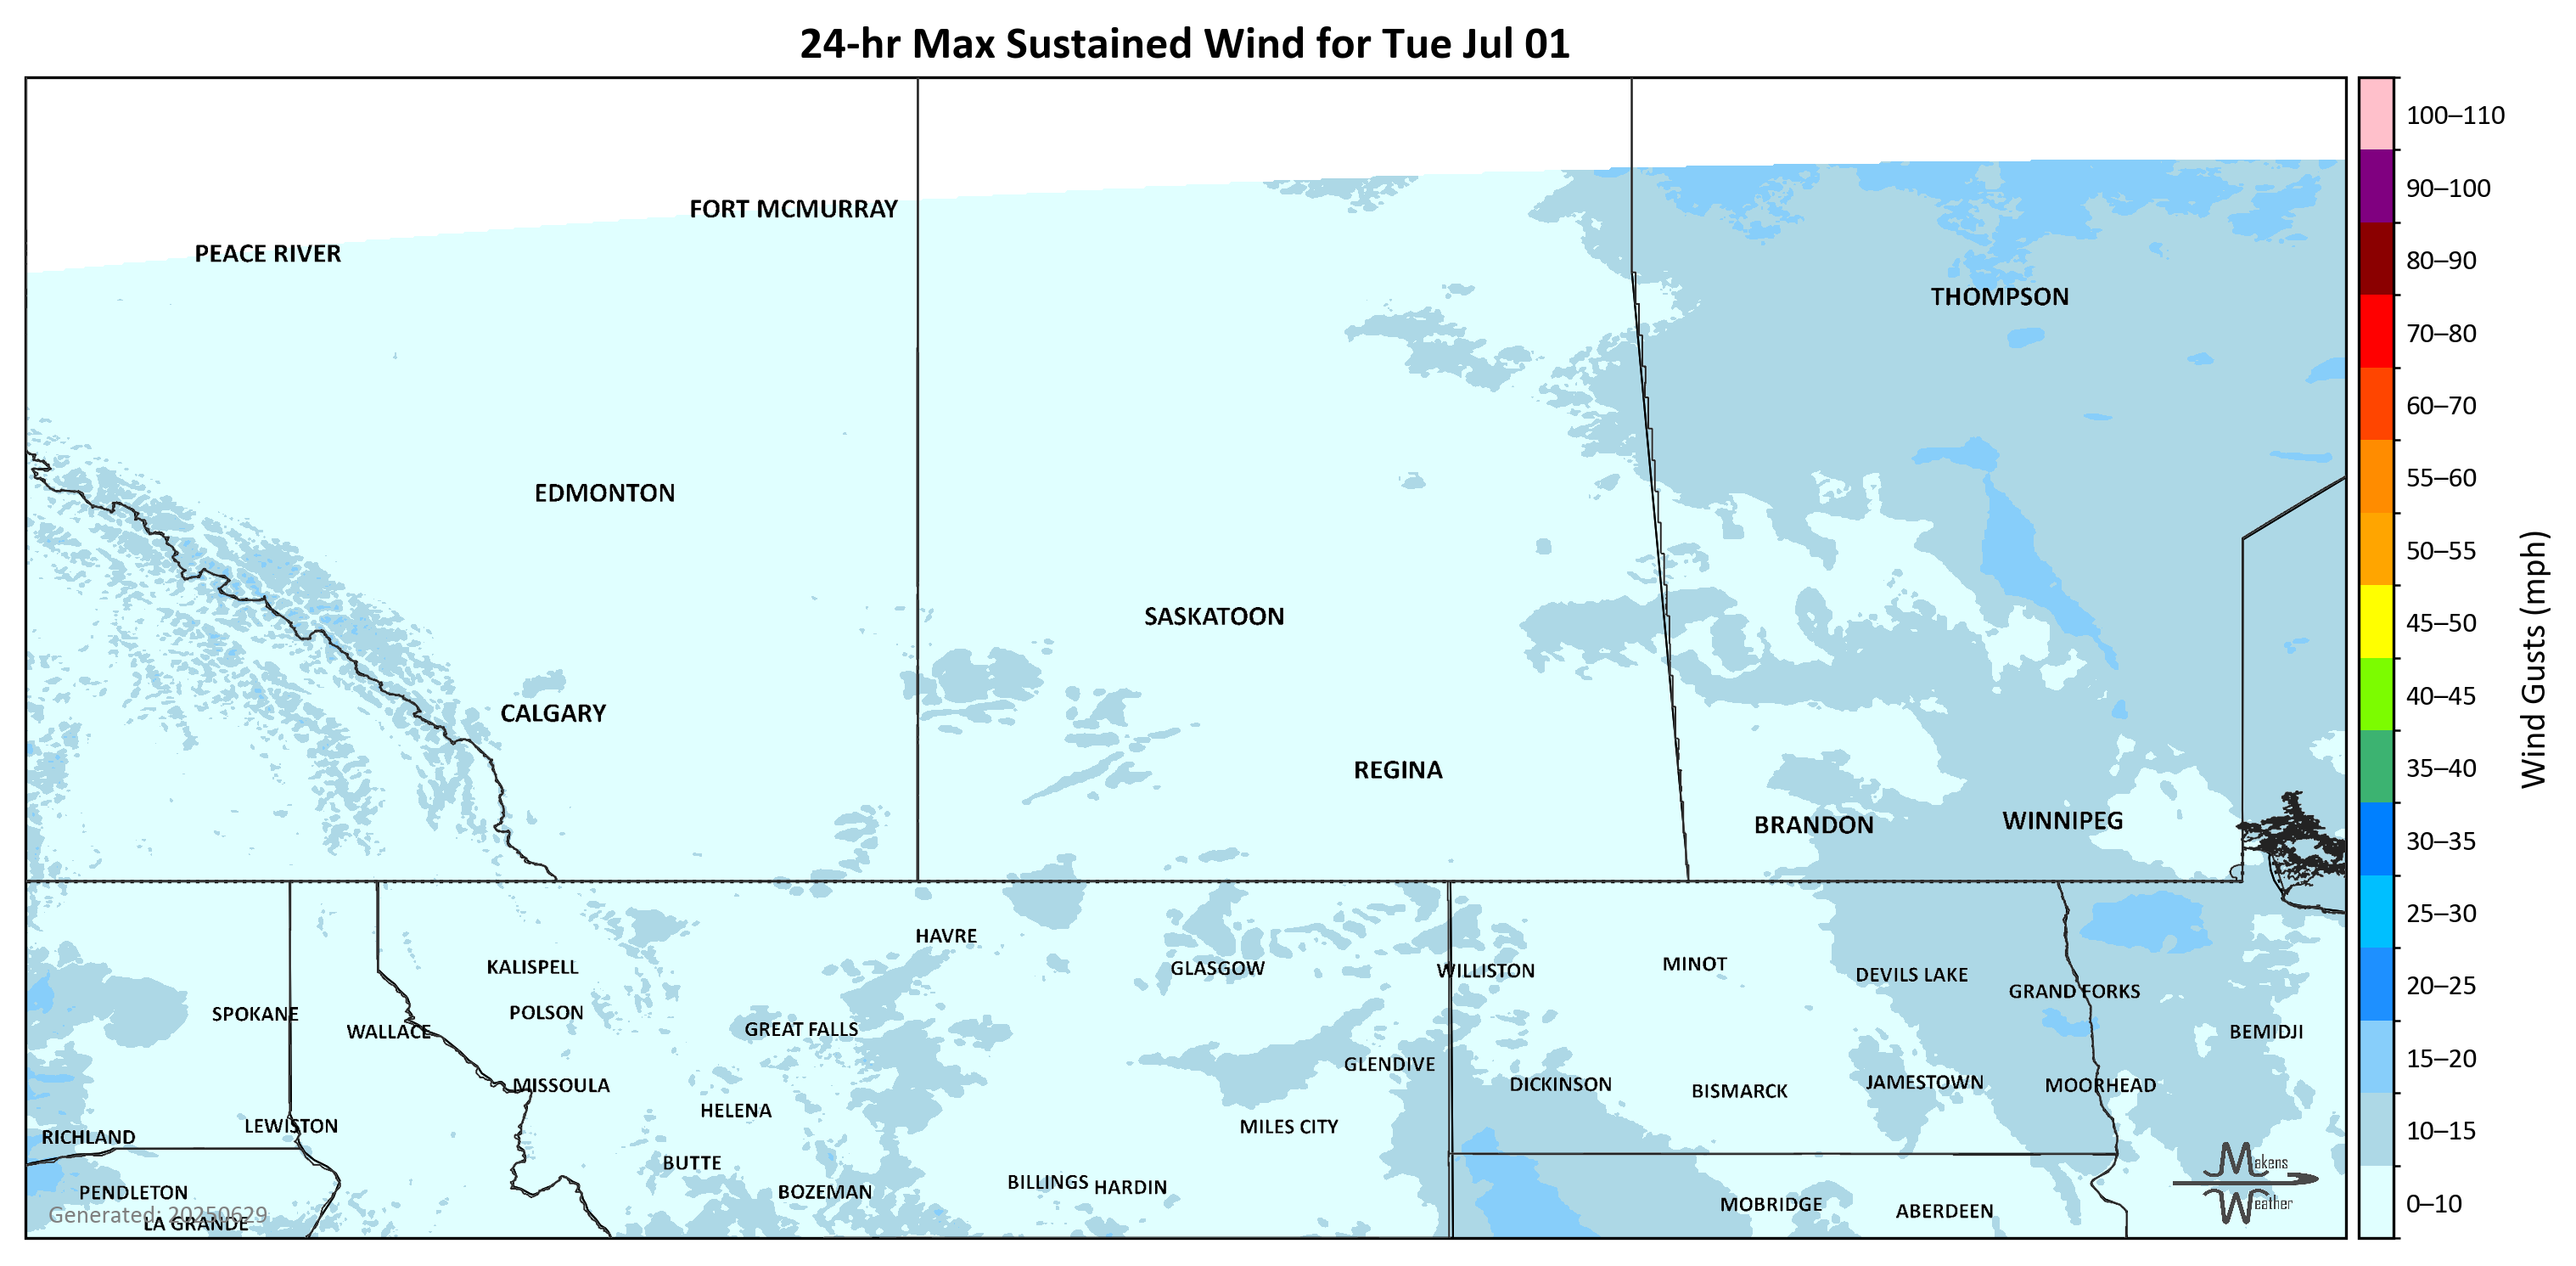 24-hr Max Sustained Wind for Tue Jul 01
100–110
90–100
80–90
70–80
60–70
55–60
50–55
45–50
40–45
35–40
30–35
25–30
20–25
15–20
10–15
0–10
Wind Gusts (mph)
FORT MCMURRAY
PEACE RIVER
THOMPSON
EDMONTON
SASKATOON
CALGARY
REGINA
BRANDON
WINNIPEG
HAVRE
KALISPELL
GLASGOW
WILLISTON
MINOT
DEVILS LAKE
GRAND FORKS
SPOKANE
POLSON
WALLACE
GREAT FALLS
BEMIDJI
GLENDIVE
MISSOULA
DICKINSON
BISMARCK
JAMESTOWN
MOORHEAD
HELENA
LEWISTON
MILES CITY
RICHLAND
BUTTE
BILLINGS
HARDIN
PENDLETON
BOZEMAN
MOBRIDGE
ABERDEEN
LA GRANDE
Generated: 20250629
Makens
Weather